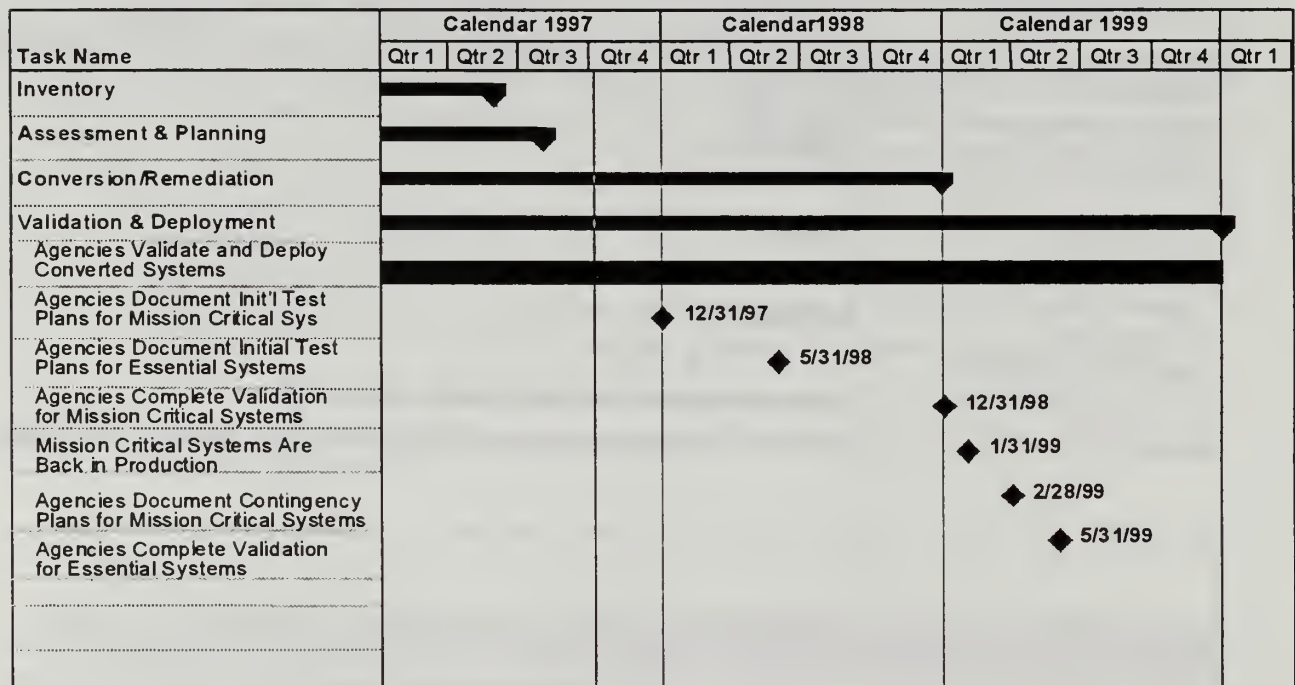 Calendar 1997 Calendar1998 Calendar 1999
Task Name Qtr 1 Qtr 2 Qtr 3 Qtr 4 Qtr 1 Qtr 2 Qtr 3 Qtr 4 Qtr 1 Qtr 2 Qtr 3 Qtr 4 Qtr 1
Inventory
Assessment & Planning
Conversion/Remediation
Validation & Deployment
Agencies Validate and Deploy
Converted Systems
Agencies Document Init'l Test
Plans for Mission Critical Sys
12/31/97
Agencies Document Initial Test
Plans for Essential Systems
5/31/98
Agencies Complete Validation
for Mission Critical Systems
12/31/98
Mission Critical Systems Are
Back in Production
1/31/99
Agencies Document Contingency
Plans for Mission Critical Systems
2/28/99
Agencies Complete Validation
for Essential Systems
5/31/99